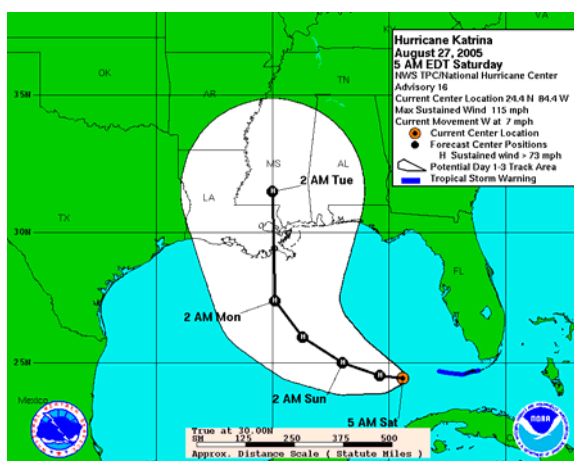 Hurricane Katrina
August 27, 2005
5 AM EDT Saturday
NWS TPC/National Hurricane Center
Advisory 16
Current Center Location 24.4 N 84.4 W
Max Sustained Wind 115 mph
Current Movement W at 7 mph
Current Center Location
Forecast Center Positions
H Sustained wind > 73 mph
Potential Day 1-3 Track Area
Tropical Storm Warning
KY
VA
OK
AR
TN
35N
MS
AL
H 2 AM Tue
LA
TX
30N
FL
H
2 AM Mon
H
H
25N
H
2 AM Sun
5 AM Sat
Mexico
True at 30.00N
SM 125 250 375 500
Approx. Distance Scale ( Statute Miles )
NOAA